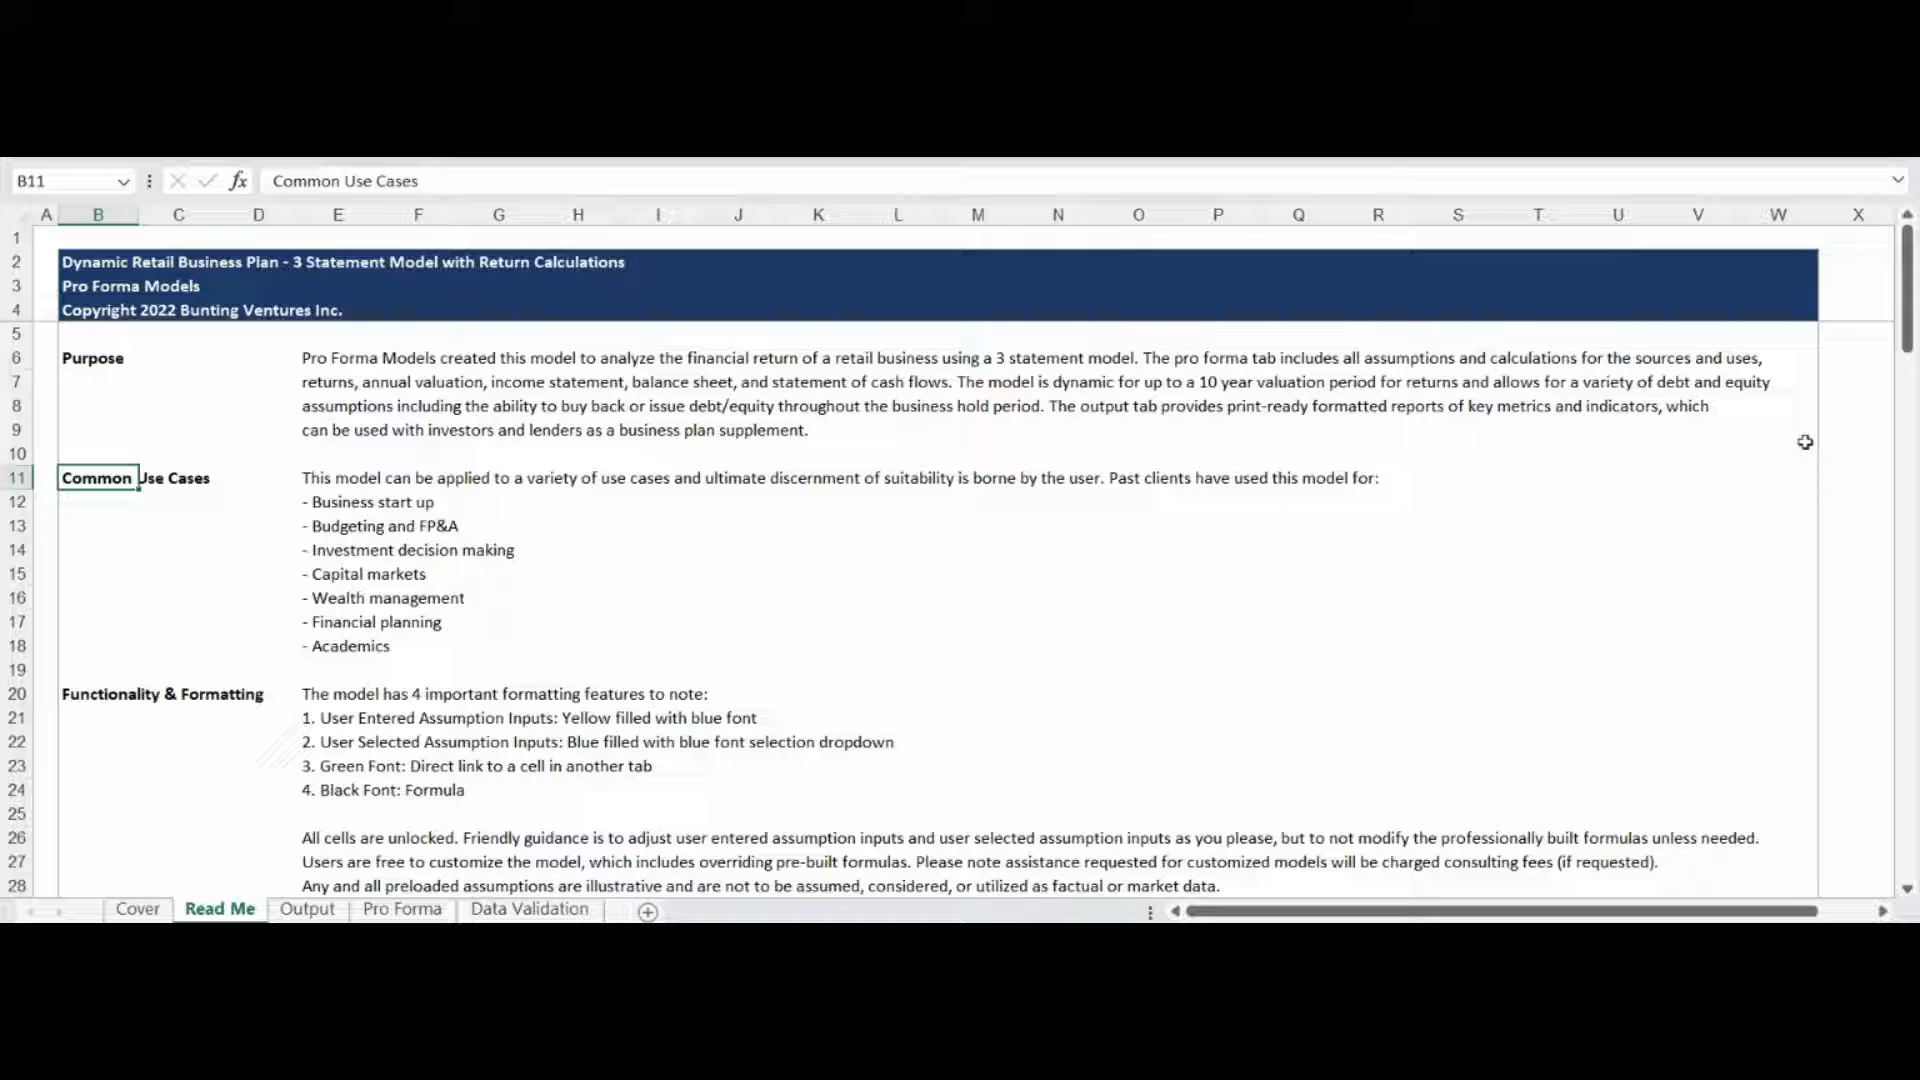 B11 fx Common Use Cases
A B C D E F G H I J K L M N O P Q R S T U V W X
1
2 Dynamic Retail Business Plan - 3 Statement Model with Return Calculations
3 Pro Forma Models
4 Copyright 2022 Bunting Ventures Inc.
5
6 Purpose Pro Forma Models created this model to analyze the financial return of a retail business using a 3 statement model. The pro forma tab includes all assumptions and calculations for the sources and uses,
7 returns, annual valuation, income statement, balance sheet, and statement of cash flows. The model is dynamic for up to a 10 year valuation period for returns and allows for a variety of debt and equity
8 assumptions including the ability to buy back or issue debt/equity throughout the business hold period. The output tab provides print-ready formatted reports of key metrics and indicators, which
9 can be used with investors and lenders as a business plan supplement.
10
11 Common Use Cases This model can be applied to a variety of use cases and ultimate discernment of suitability is borne by the user. Past clients have used this model for:
12 - Business start up
13 - Budgeting and FP&A
14 - Investment decision making
15 - Capital markets
16 - Wealth management
17 - Financial planning
18 - Academics
19
20 Functionality & Formatting The model has 4 important formatting features to note:
21 1. User Entered Assumption Inputs: Yellow filled with blue font
22 2. User Selected Assumption Inputs: Blue filled with blue font selection dropdown
23 3. Green Font: Direct link to a cell in another tab
24 4. Black Font: Formula
25
26 All cells are unlocked. Friendly guidance is to adjust user entered assumption inputs and user selected assumption inputs as you please, but to not modify the professionally built formulas unless needed.
27 Users are free to customize the model, which includes overriding pre-built formulas. Please note assistance requested for customized models will be charged consulting fees (if requested).
28 Any and all preloaded assumptions are illustrative and are not to be assumed, considered, or utilized as factual or market data.
Cover Read Me Output Pro Forma Data Validation